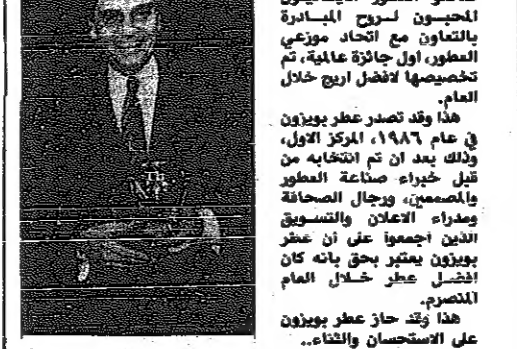 المحبون لروح المبادرة
بالتعاون مع اتحاد موزعي
العطور، اول جائزة عالمية، تم
تخصيصها لافضل اريج خلال
العام.
هذا وقد تصدر عطر بويزون
في عام ١٩٨٦، المركز الاول،
وذلك بعد ان تم انتخابه من
قبل خبراء صناعة العطور
والمصممين، ورجال الصحافة
ومدراء الاعلان والتسويق
الذين اجمعوا على أن عطر
بويزون يعتبر بحق بانه كان
افضل عطر خلال العام
المنصرم.
هذا وقد حاز عطر بويزون
على الاستحسان والثناء..